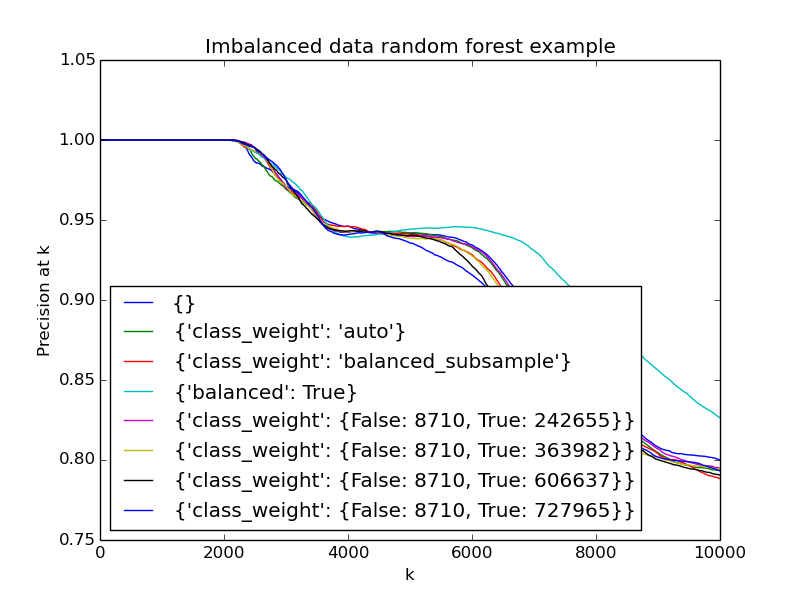 Imbalanced data random forest example
1.05
1.00
0.95
0.90
0.85
0.80
0.75
Precision at k
{}
{'class_weight': 'auto'}
{'class_weight': 'balanced_subsample'}
{'balanced': True}
{'class_weight': {False: 8710, True: 242655}}
{'class_weight': {False: 8710, True: 363982}}
{'class_weight': {False: 8710, True: 606637}}
{'class_weight': {False: 8710, True: 727965}}
0 2000 4000 6000 8000 10000
k